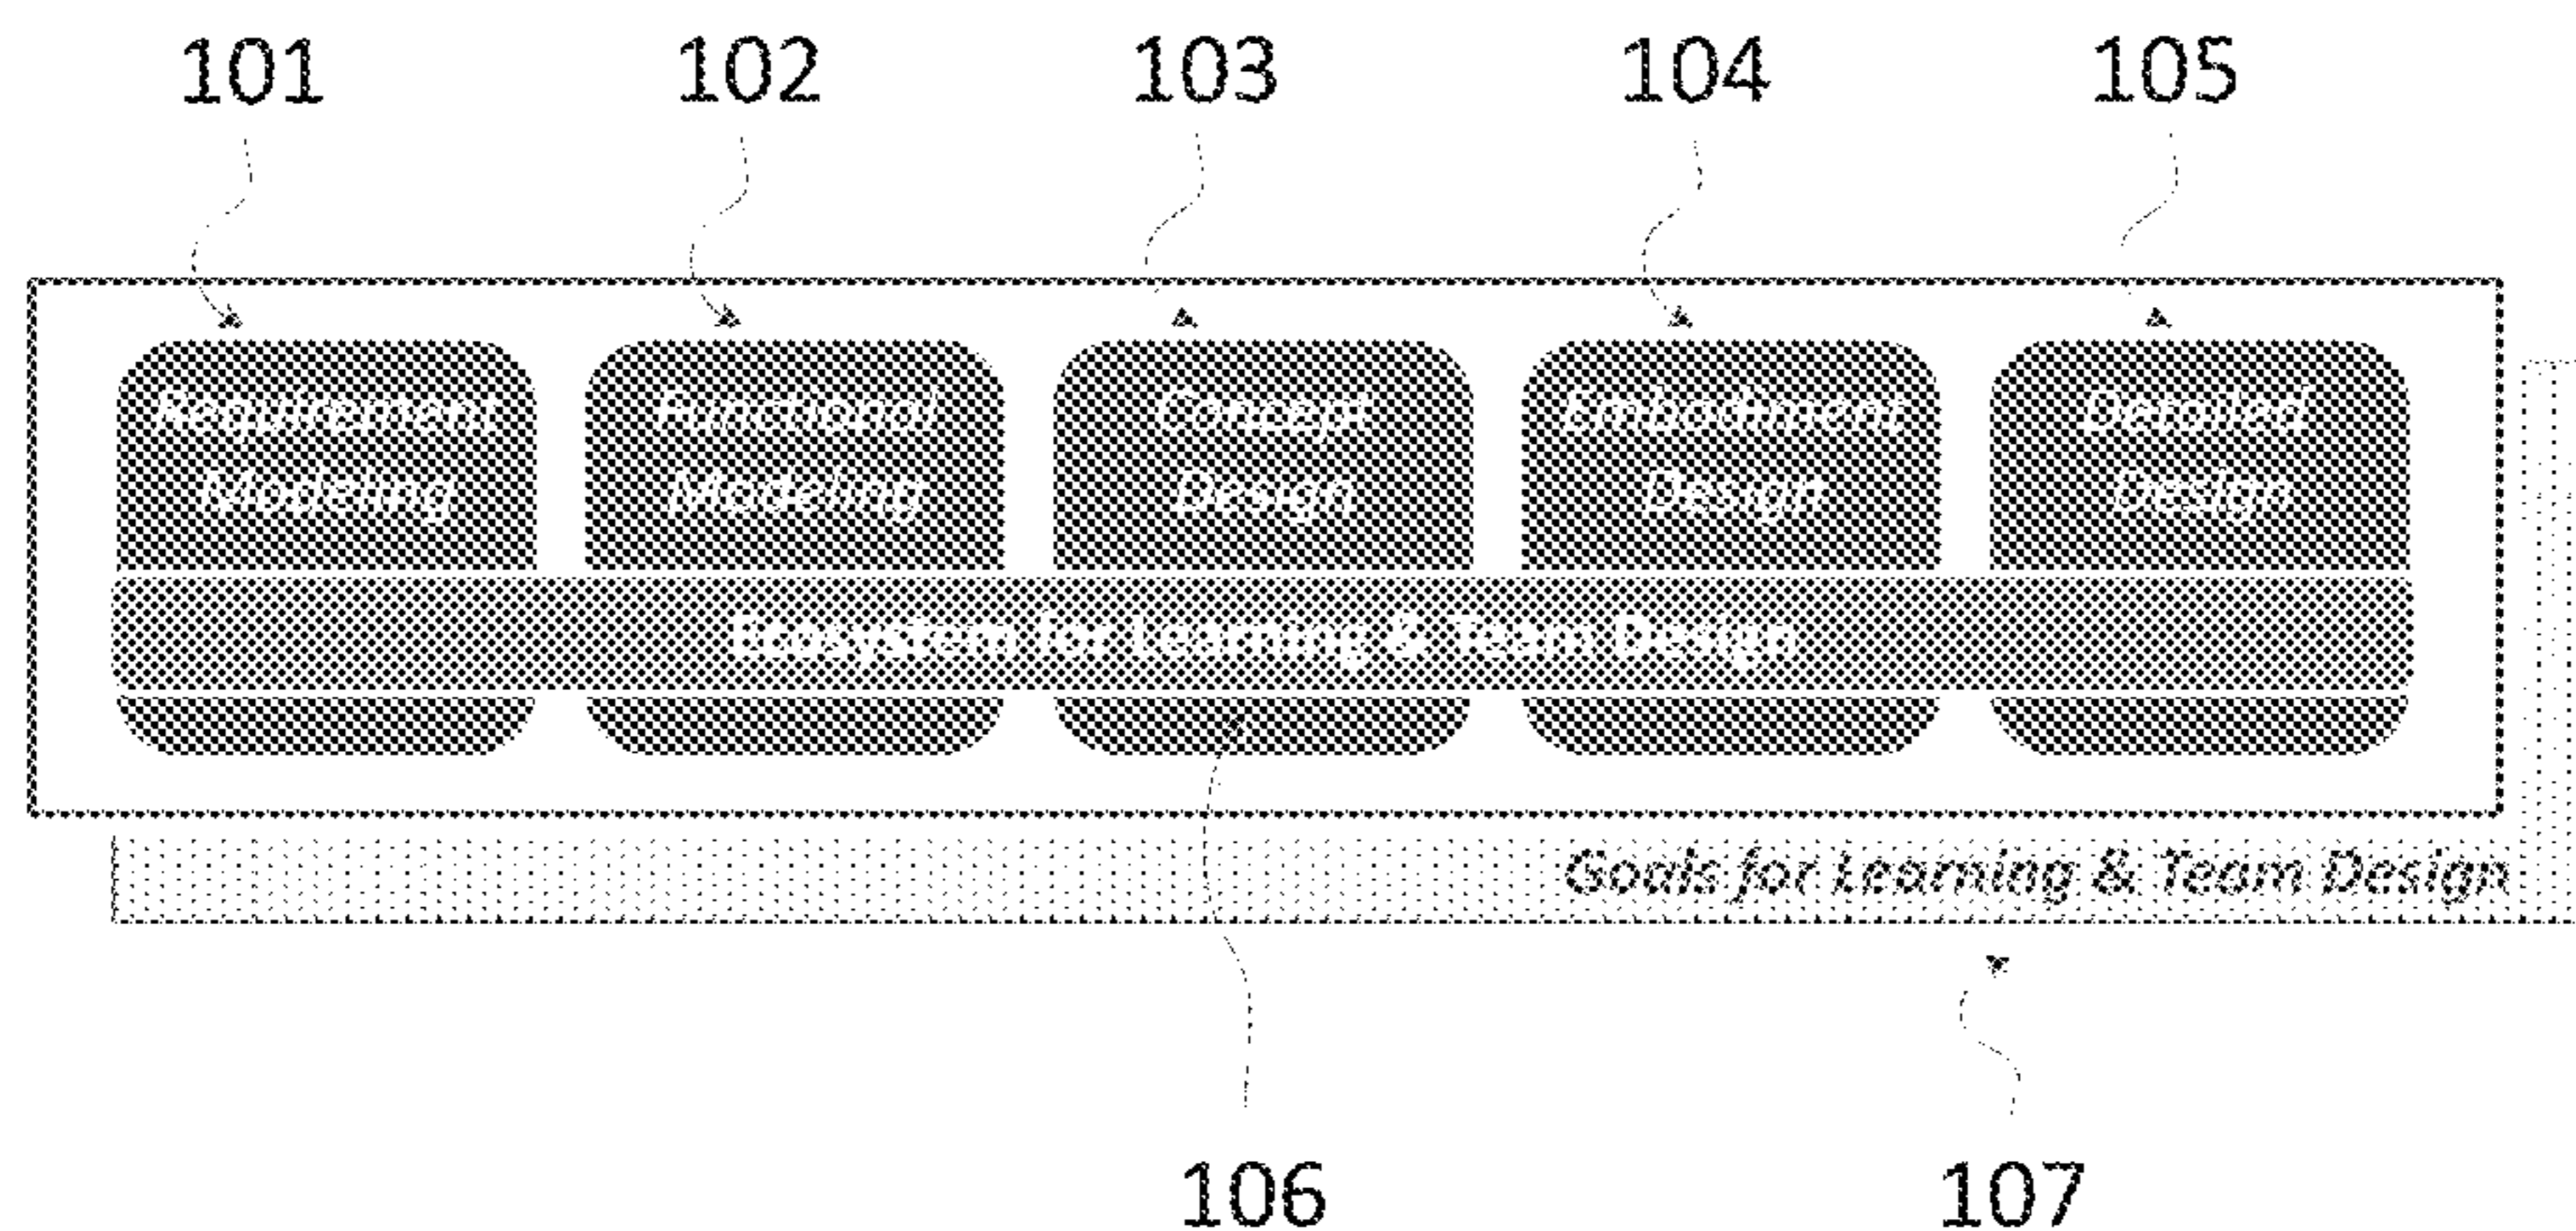 101 102 103 104 105
Requirement Functional Concept Embodiment Detailed
Modeling Modeling Design Design Design
Ecosystem for Learning & Team Design
Goals for Learning & Team Design
106 107